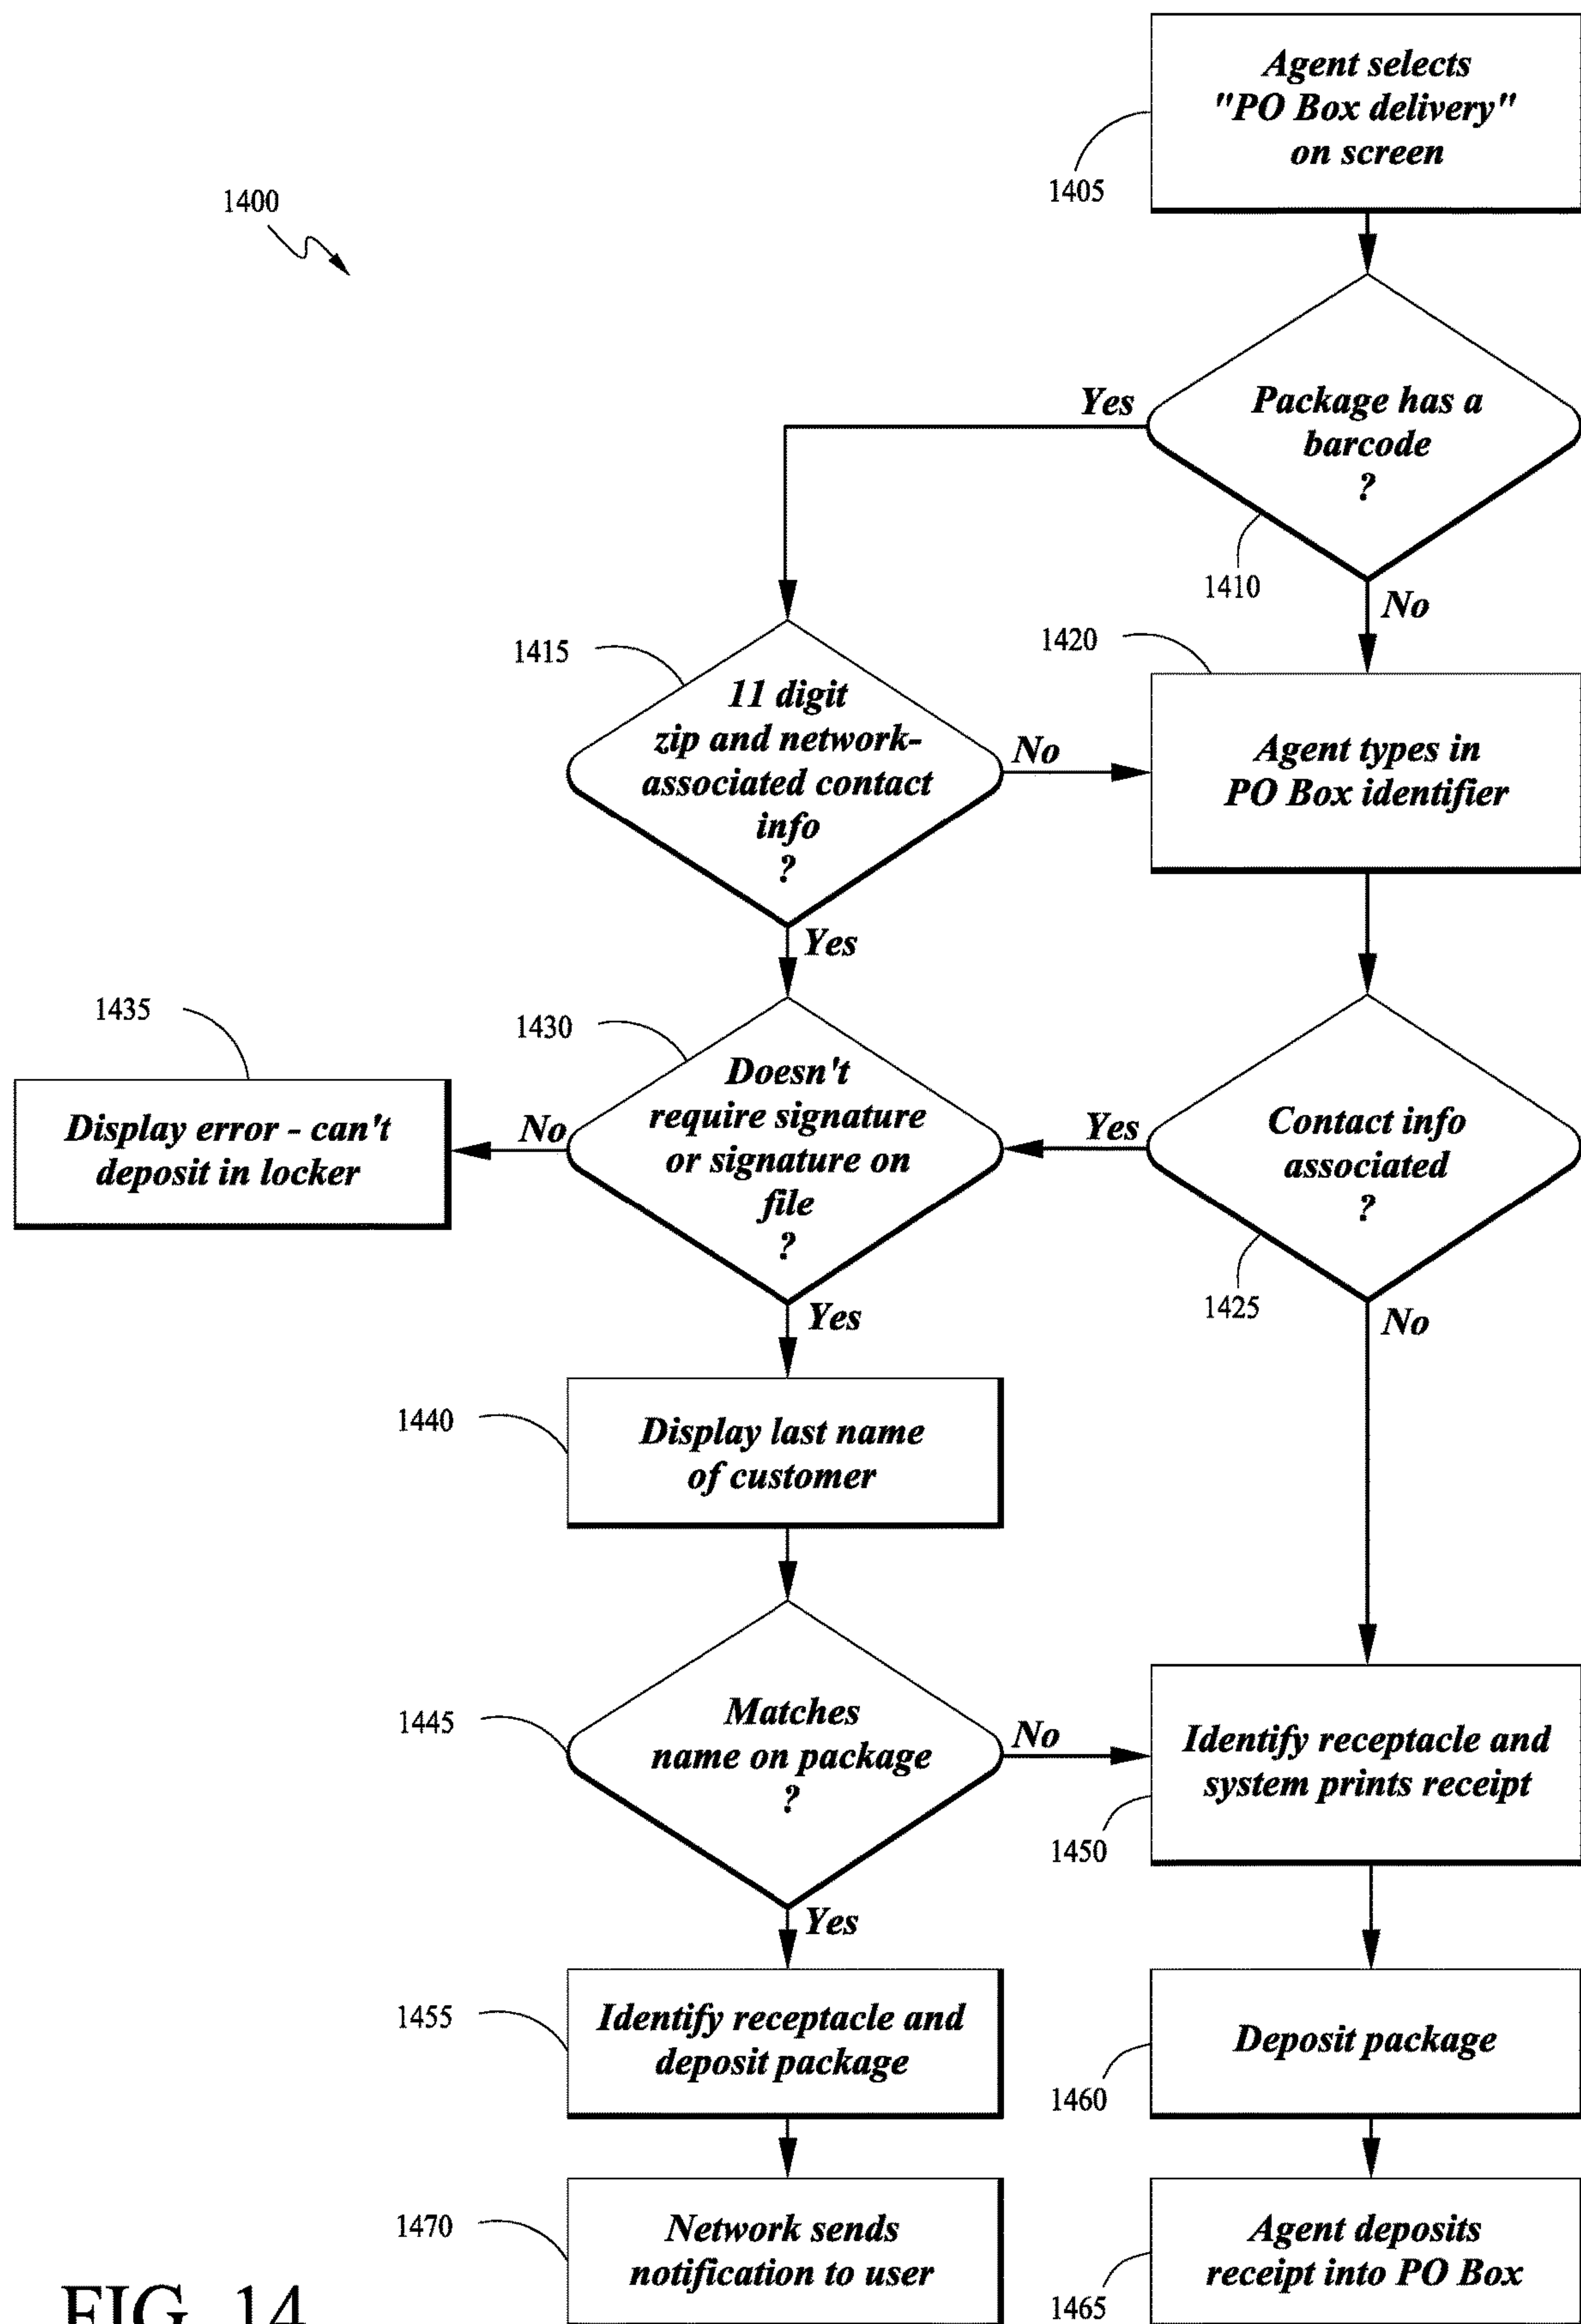 Agent selects
"PO Box delivery"
on screen
1405
1400
Package has a
barcode
?
Yes
1410
No
1415
11 digit
zip and network-
associated contact
info
?
No
1420
Agent types in
PO Box identifier
Yes
1435
Display error - can't
deposit in locker
No
1430
Doesn't
require signature
or signature on
file
?
Yes
Contact info
associated
?
1425
No
Yes
1440
Display last name
of customer
1445
Matches
name on package
?
No
Identify receptacle and
system prints receipt
1450
Yes
1455
Identify receptacle and
deposit package
Deposit package
1460
1470
Network sends
notification to user
Agent deposits
receipt into PO Box
1465
FIG. 14